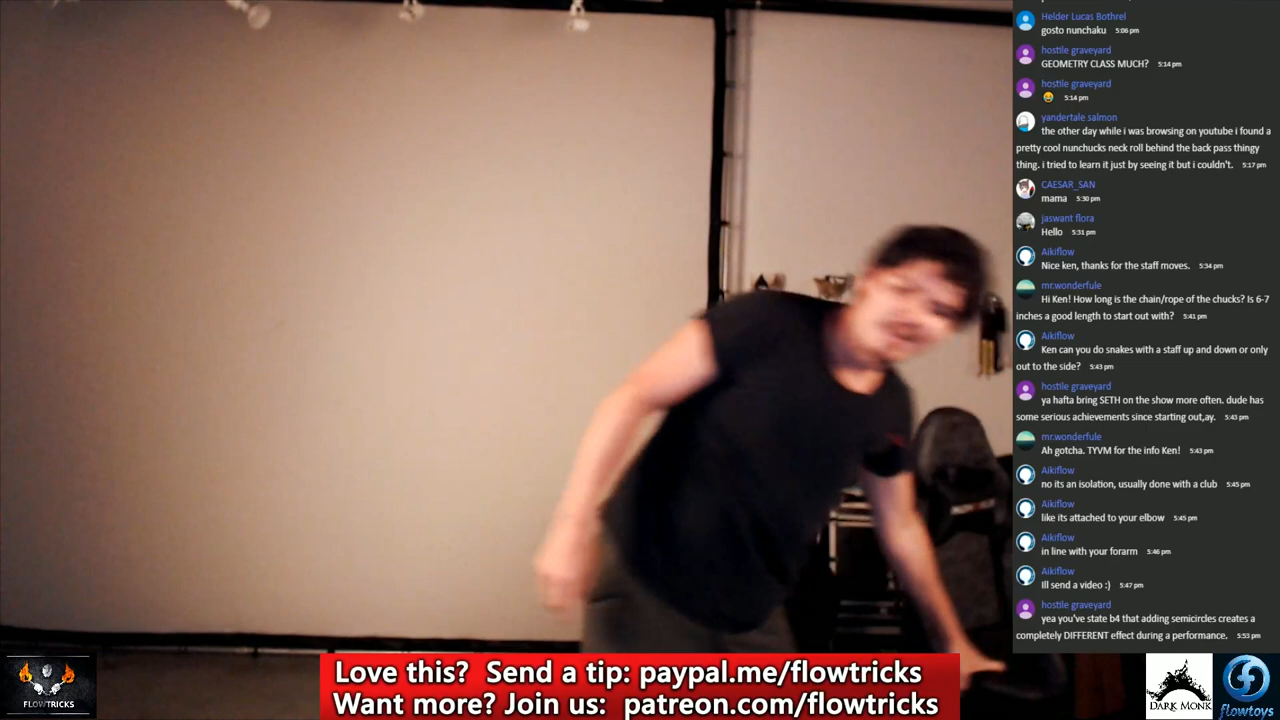 Helder Lucas Bothrel
gosto nunchaku 5:06 pm
hostile graveyard
GEOMETRY CLASS MUCH? 5:14 pm
hostile graveyard
😂 5:14 pm
yandertale salmon
the other day while i was browsing on youtube i found a
pretty cool nunchucks neck roll behind the back pass thingy
thing. i tried to learn it just by seeing it but i couldn't. 5:17 pm
CAESAR_SAN
mama 5:30 pm
jaswant flora
Hello 5:31 pm
Aikiflow
Nice ken, thanks for the staff moves. 5:34 pm
mr.wonderfule
Hi Ken! How long is the chain/rope of the chucks? Is 6-7
inches a good length to start out with? 5:41 pm
Aikiflow
Ken can you do snakes with a staff up and down or only
out to the side? 5:43 pm
hostile graveyard
ya hafta bring SETH on the show more often. dude has
some serious achievements since starting out,ay. 5:43 pm
mr.wonderfule
Ah gotcha. TYVM for the info Ken! 5:43 pm
Aikiflow
no its an isolation, usually done with a club 5:45 pm
Aikiflow
like its attached to your elbow 5:45 pm
Aikiflow
in line with your forarm 5:46 pm
Aikiflow
Ill send a video :) 5:47 pm
hostile graveyard
yea you've state b4 that adding semicircles creates a
completely DIFFERENT effect during a performance. 5:53 pm
Love this? Send a tip: paypal.me/flowtricks
Want more? Join us: patreon.com/flowtricks
FLOWTRICKS
DARK MONK
flowtoys